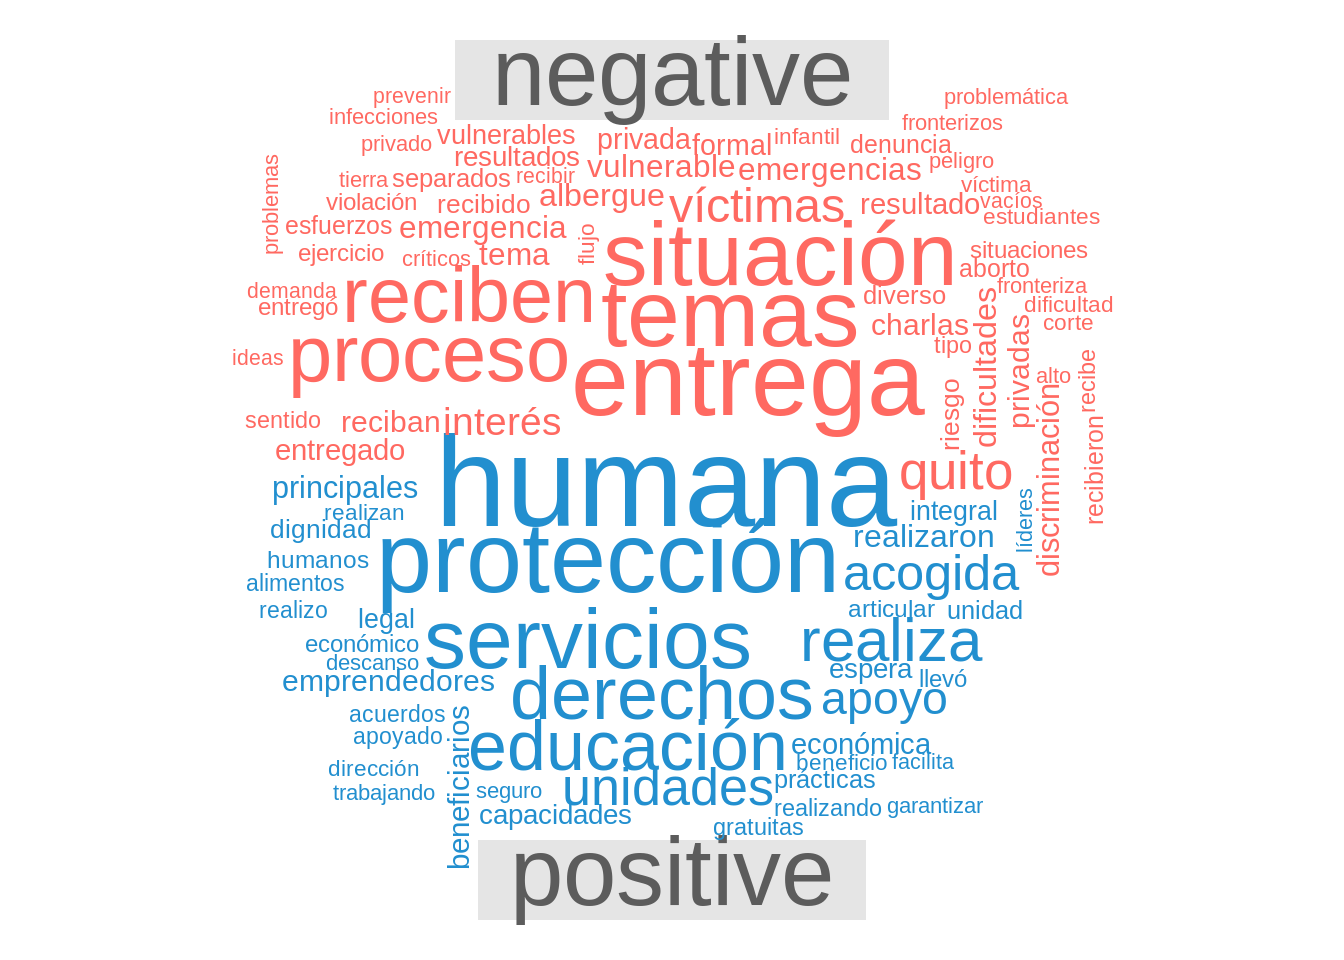 negative
prevenir
problemática
infecciones
fronterizos
privado
vulnerables
privada
formal
infantil
denuncia
resultados
vulnerable
emergencias
peligro
problemas
tierra
separados
recibir
albergue
víctimas
víctima
violación
recibido
resultado
vacíos
estudiantes
esfuerzos
emergencia
flujo
situación
situaciones
ejercicio
críticos
tema
aborto
demanda
reciben
temas
diverso
fronteriza
entregó
dificultad
charlas
dificultades
privadas
corte
ideas
proceso
entrega
tipo
alto
recibe
sentido
reciban
interés
riesgo
discriminación
recibieron
entregado
humana
quito
principales
realizan
integral
líderes
dignidad
protección
realizaron
humanos
acogida
alimentos
realizo
legal
articular
unidad
económico
servicios
realiza
descanso
espera
llevó
emprendedores
derechos
apoyo
acuerdos
apoyado
beneficiarios
educación
económica
beneficio
facilita
dirección
unidades
prácticas
trabajando
seguro
capacidades
realizando
garantizar
gratuitas
positive